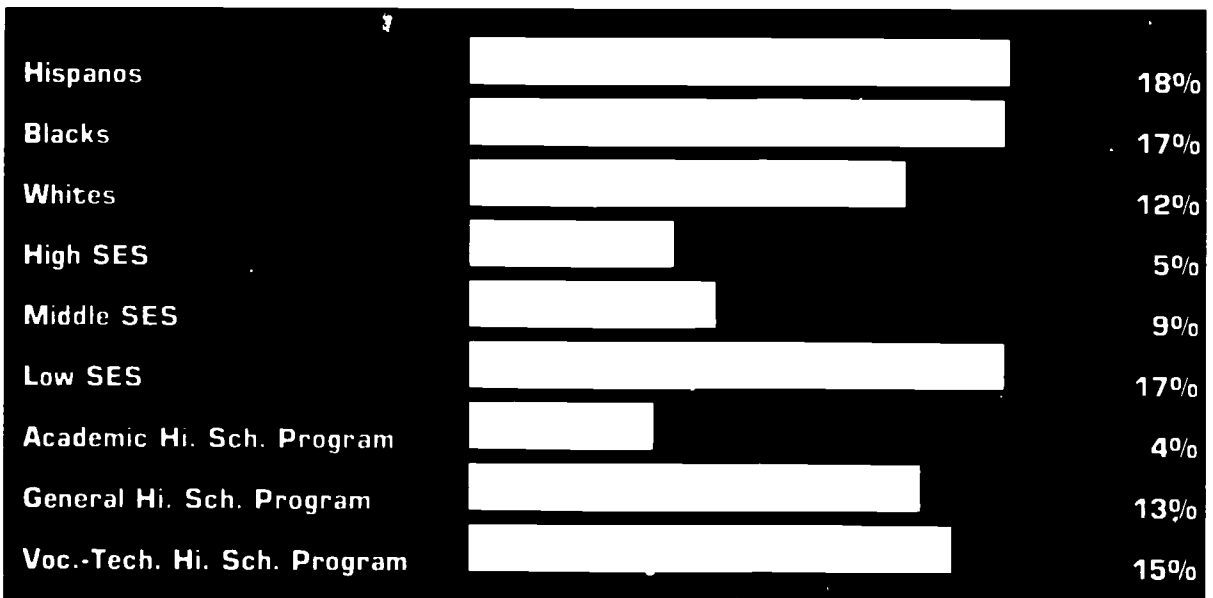 Hispanos 18%
Blacks 17%
Whites 12%
High SES 5%
Middle SES 9%
Low SES 17%
Academic Hi. Sch. Program 4%
General Hi. Sch. Program 13%
Voc.-Tech. Hi. Sch. Program 15%